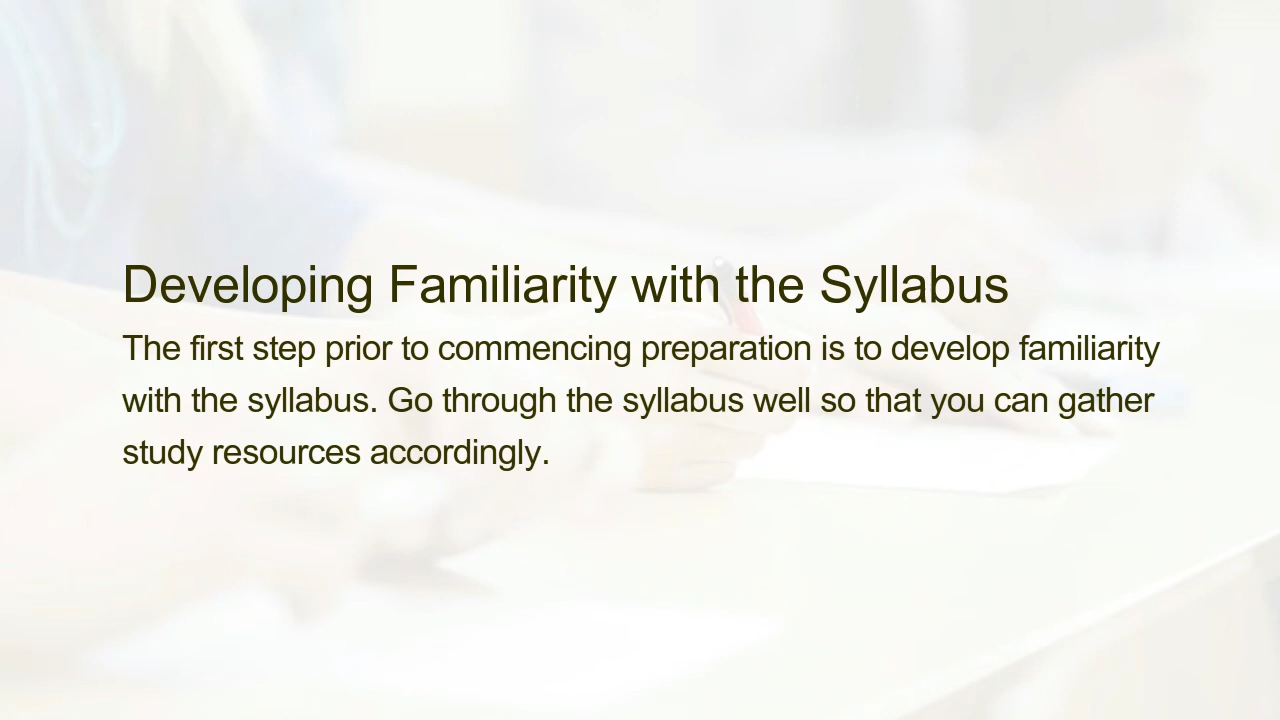 Developing Familiarity with the Syllabus
The first step prior to commencing preparation is to develop familiarity
with the syllabus. Go through the syllabus well so that you can gather
study resources accordingly.